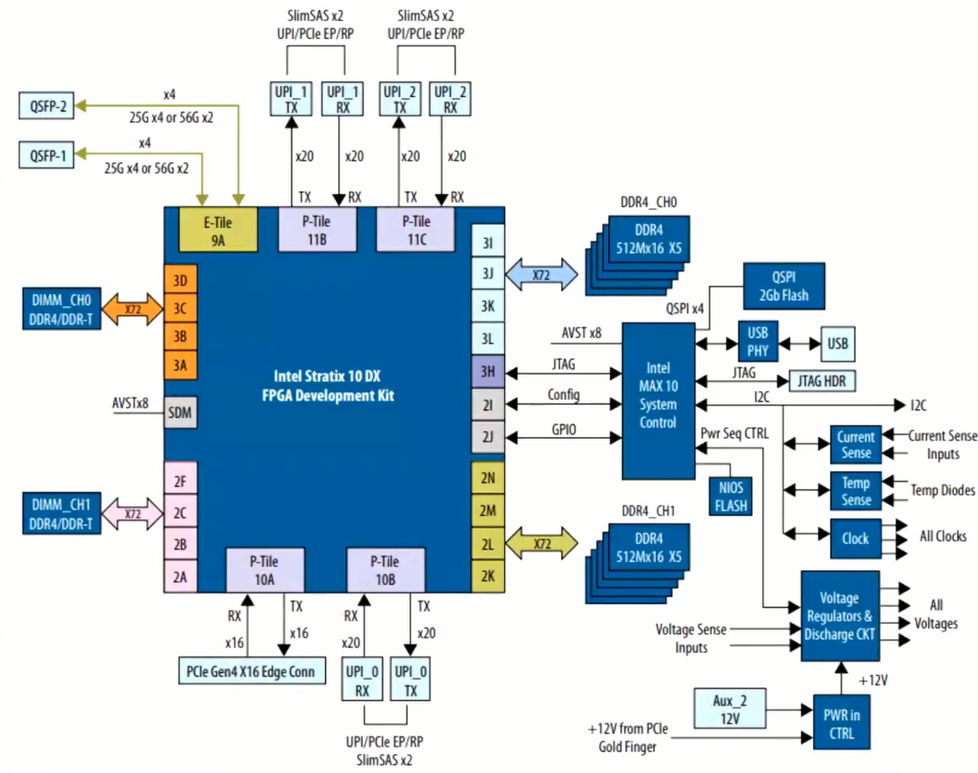 SlimSAS x2
UPI/PCIe EP/RP
SlimSAS x2
UPI/PCIe EP/RP
UPI_1
TX
UPI_1
RX
UPI_2
TX
UPI_2
RX
QSFP-2
x4
25G x4 or 56G x2
QSFP-1
x4
25G x4 or 56G x2
x20
x20
x20
x20
TX
RX
TX
RX
E-Tile
9A
P-Tile
11B
P-Tile
11C
DDR4_CH0
DDR4
512Mx16 X5
3I
3J
3K
3L
3H
2I
2J
2N
2M
2L
2K
X72
3D
3C
3B
3A
DIMM_CH0
DDR4/DDR-T
X72
QSPI
2Gb Flash
QSPI x4
AVST x8
USB
PHY
USB
Intel
MAX 10
System
Control
JTAG
JTAG
JTAG HDR
Intel Stratix 10 DX
FPGA Development Kit
Config
I2C
I2C
AVSTx8
SDM
GPIO
Pwr Seq CTRL
Current
Sense
Current Sense
Inputs
Temp
Sense
Temp Diodes
NIOS
FLASH
Clock
All Clocks
2F
2C
2B
2A
DIMM_CH1
DDR4/DDR-T
X72
DDR4_CH1
DDR4
512Mx16 X5
X72
P-Tile
10A
P-Tile
10B
RX
TX
x16
x16
RX
TX
x20
x20
PCIe Gen4 X16 Edge Conn
UPI_0
RX
UPI_0
TX
UPI/PCIe EP/RP
SlimSAS x2
Voltage
Regulators &
Discharge CKT
All
Voltages
Voltage Sense
Inputs
+12V
Aux_2
12V
PWR in
CTRL
+12V from PCIe
Gold Finger